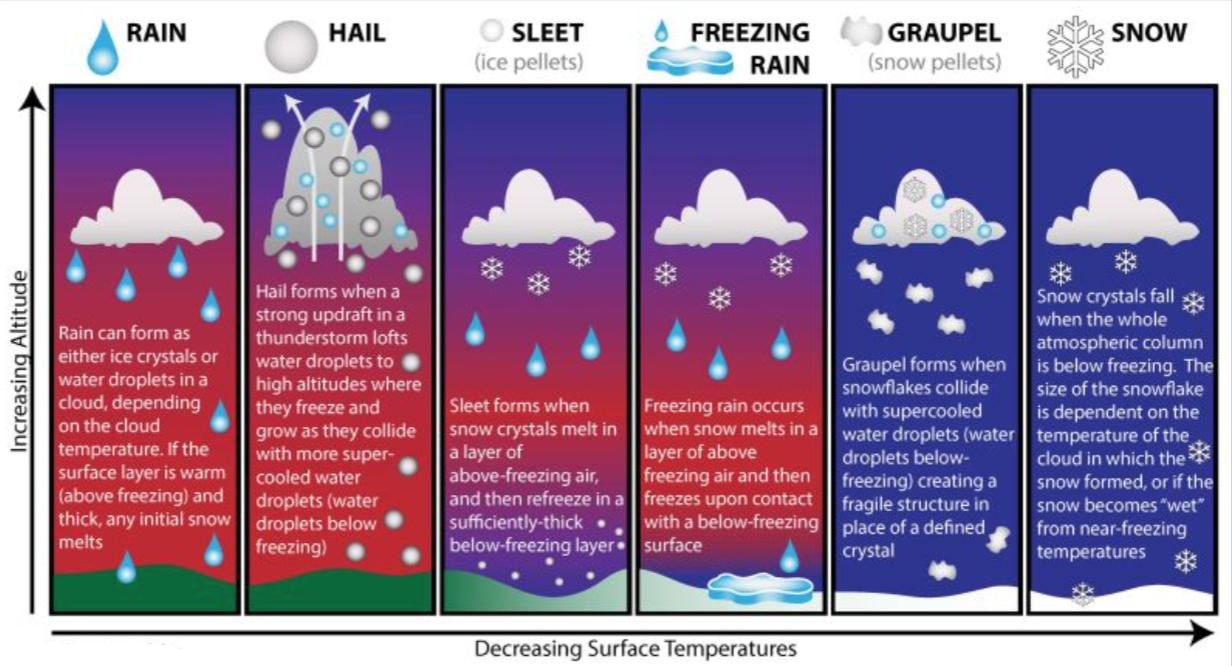 RAIN
HAIL
SLEET
(ice pellets)
FREEZING
RAIN
GRAUPEL
(snow pellets)
SNOW
Increasing Altitude
Rain can form as
either ice crystals or
water droplets in a
cloud, depending
on the cloud
temperature. If the
surface layer is warm
(above freezing) and
thick, any initial snow
melts
Hail forms when a
strong updraft in a
thunderstorm lofts
water droplets to
high altitudes where
they freeze and
grow as they collide
with more super-
cooled water
droplets (water
droplets below
freezing)
Sleet forms when
snow crystals melt in
a layer of
above-freezing air,
and then refreeze in a
sufficiently-thick
below-freezing layer
Freezing rain occurs
when snow melts in a
layer of above
freezing air and then
freezes upon contact
with a below-freezing
surface
Graupel forms when
snowflakes collide
with supercooled
water droplets (water
droplets below-
freezing) creating a
fragile structure in
place of a defined
crystal
Snow crystals fall
when the whole
atmospheric column
is below freezing. The
size of the snowflake
is dependent on the
temperature of the
cloud in which the
snow formed, or if the
snow becomes “wet”
from near-freezing
temperatures
Decreasing Surface Temperatures